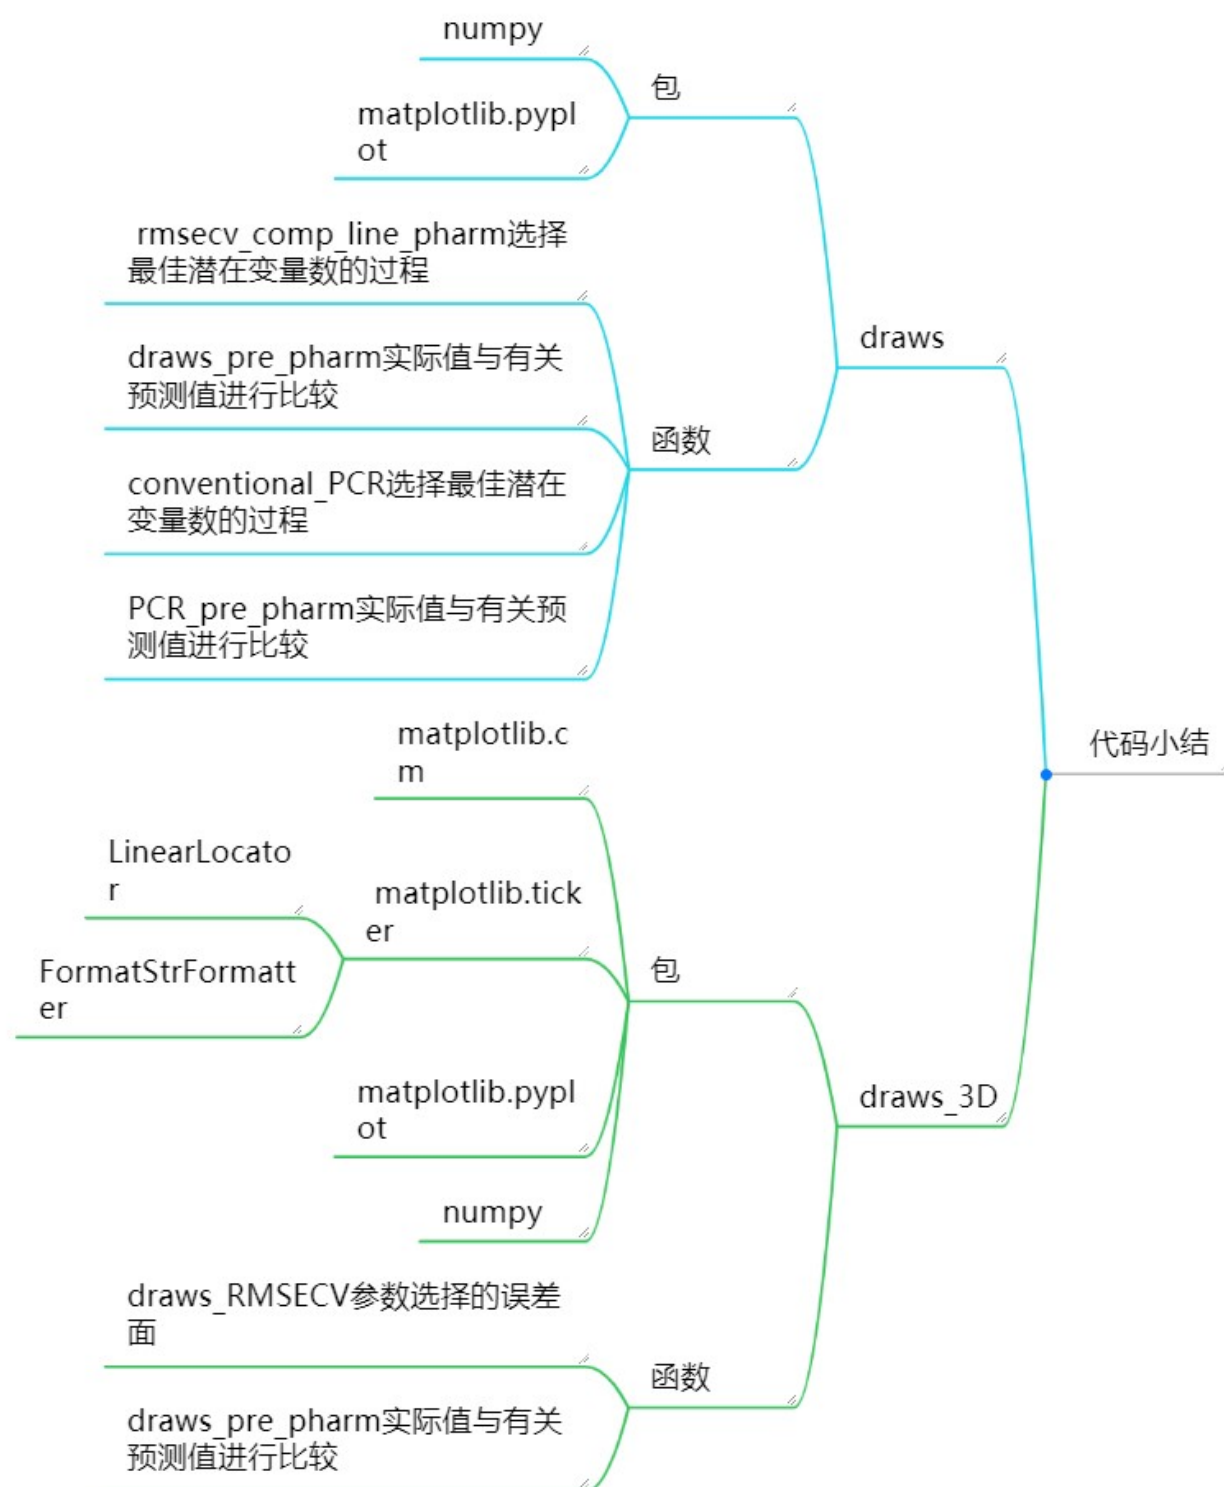 numpy
包
matplotlib.pypl
ot
rmsecv_comp_line_pharm选择
最佳潜在变量数的过程
draws
draws_pre_pharm实际值与有关
预测值进行比较
函数
conventional_PCR选择最佳潜在
变量数的过程
PCR_pre_pharm实际值与有关预
测值进行比较
代码小结
matplotlib.c
m
LinearLocato
r
matplotlib.tick
er
FormatStrFormatt
er
包
matplotlib.pypl
ot
draws_3D
numpy
draws_RMSECV参数选择的误差
面
函数
draws_pre_pharm实际值与有关
预测值进行比较